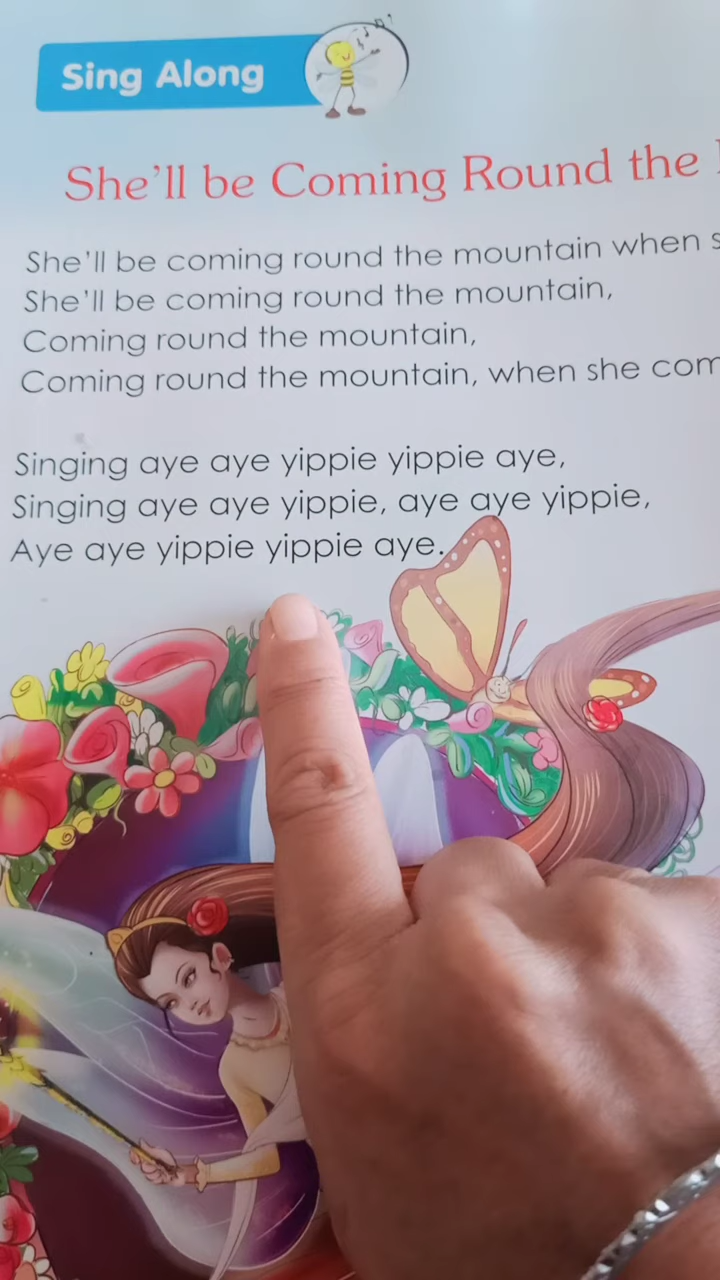 Sing Along
She'll be Coming Round the
She'll be coming round the mountain when
She'll be coming round the mountain,
Coming round the mountain,
Coming round the mountain, when she
Singing aye aye yippie yippie aye,
Singing aye aye yippie, aye aye yippie,
Aye aye yippie yippie aye.